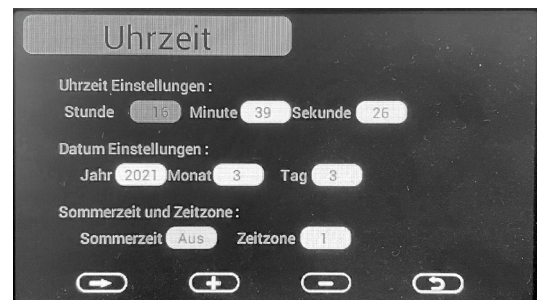 Uhrzeit
Uhrzeit Einstellungen :
Stunde 16 Minute 39 Sekunde 26
Datum Einstellungen :
Jahr 2021 Monat 3 Tag 3
Sommerzeit und Zeitzone :
Sommerzeit Aus Zeitzone 1